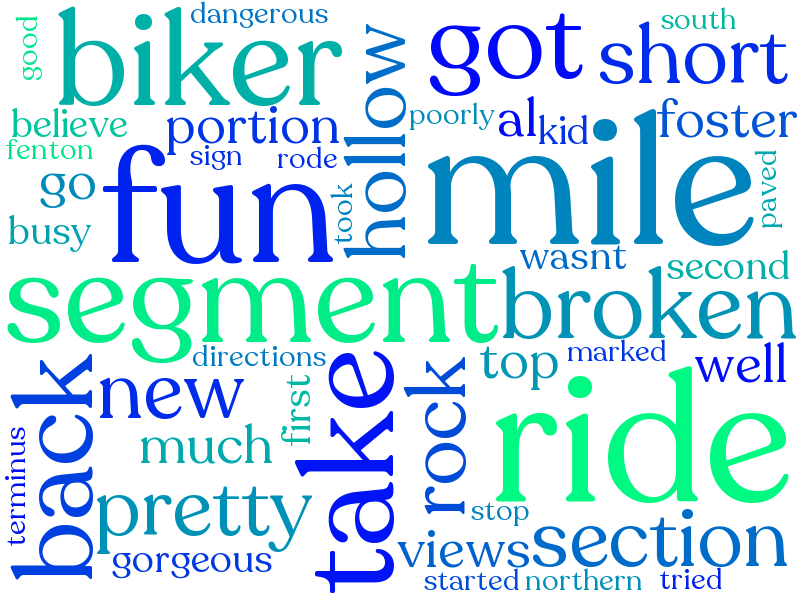 dangerous
south
good
biker
got
short
hollow
believe
portion
poorly
al
kid
foster
fenton
sign
rode
fun
mile
paved
go
took
busy
wasnt
second
segment
broken
directions
top
marked
well
back
new
take
rock
ride
first
much
terminus
pretty
stop
section
views
gorgeous
started
northern
tried